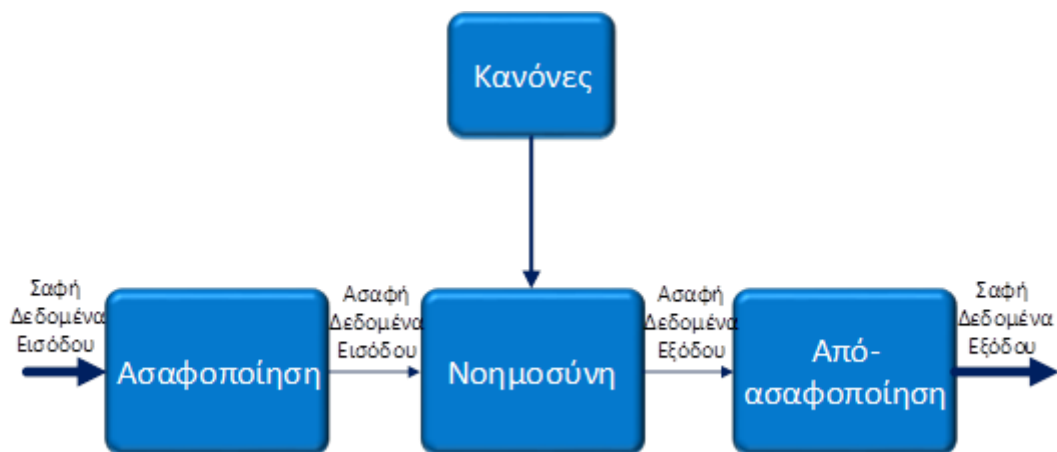 Κανόνες
Σαφή
Δεδομένα
Εισόδου
Ασαφοποίηση
Ασαφή
Δεδομένα
Εισόδου
Νοημοσύνη
Ασαφή
Δεδομένα
Εξόδου
Από-
ασαφοποίηση
Σαφή
Δεδομένα
Εξόδου